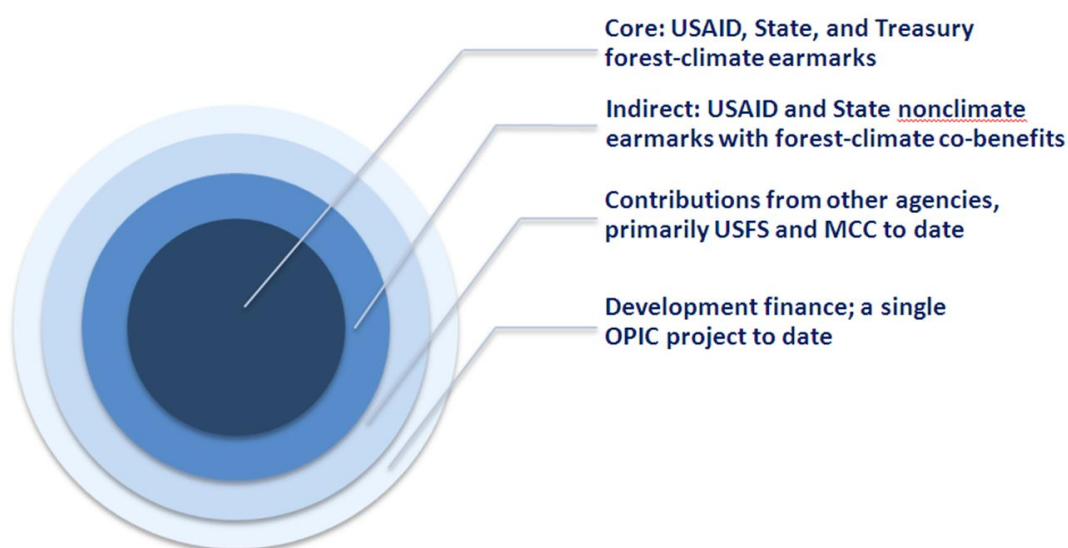 Core: USAID, State, and Treasury
forest-climate earmarks
Indirect: USAID and State nonclimate
earmarks with forest-climate co-benefits
Contributions from other agencies,
primarily USFS and MCC to date
Development finance; a single
OPIC project to date